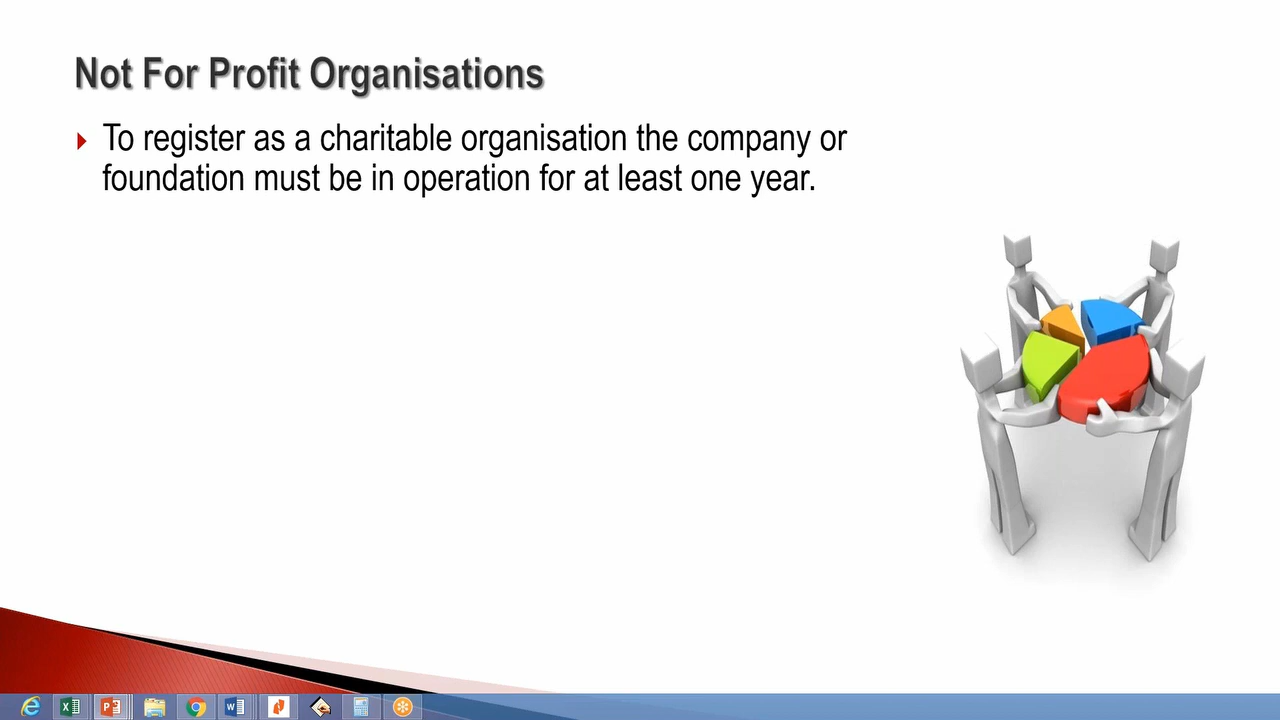 Not For Profit Organisations
To register as a charitable organisation the company or
foundation must be in operation for at least one year.